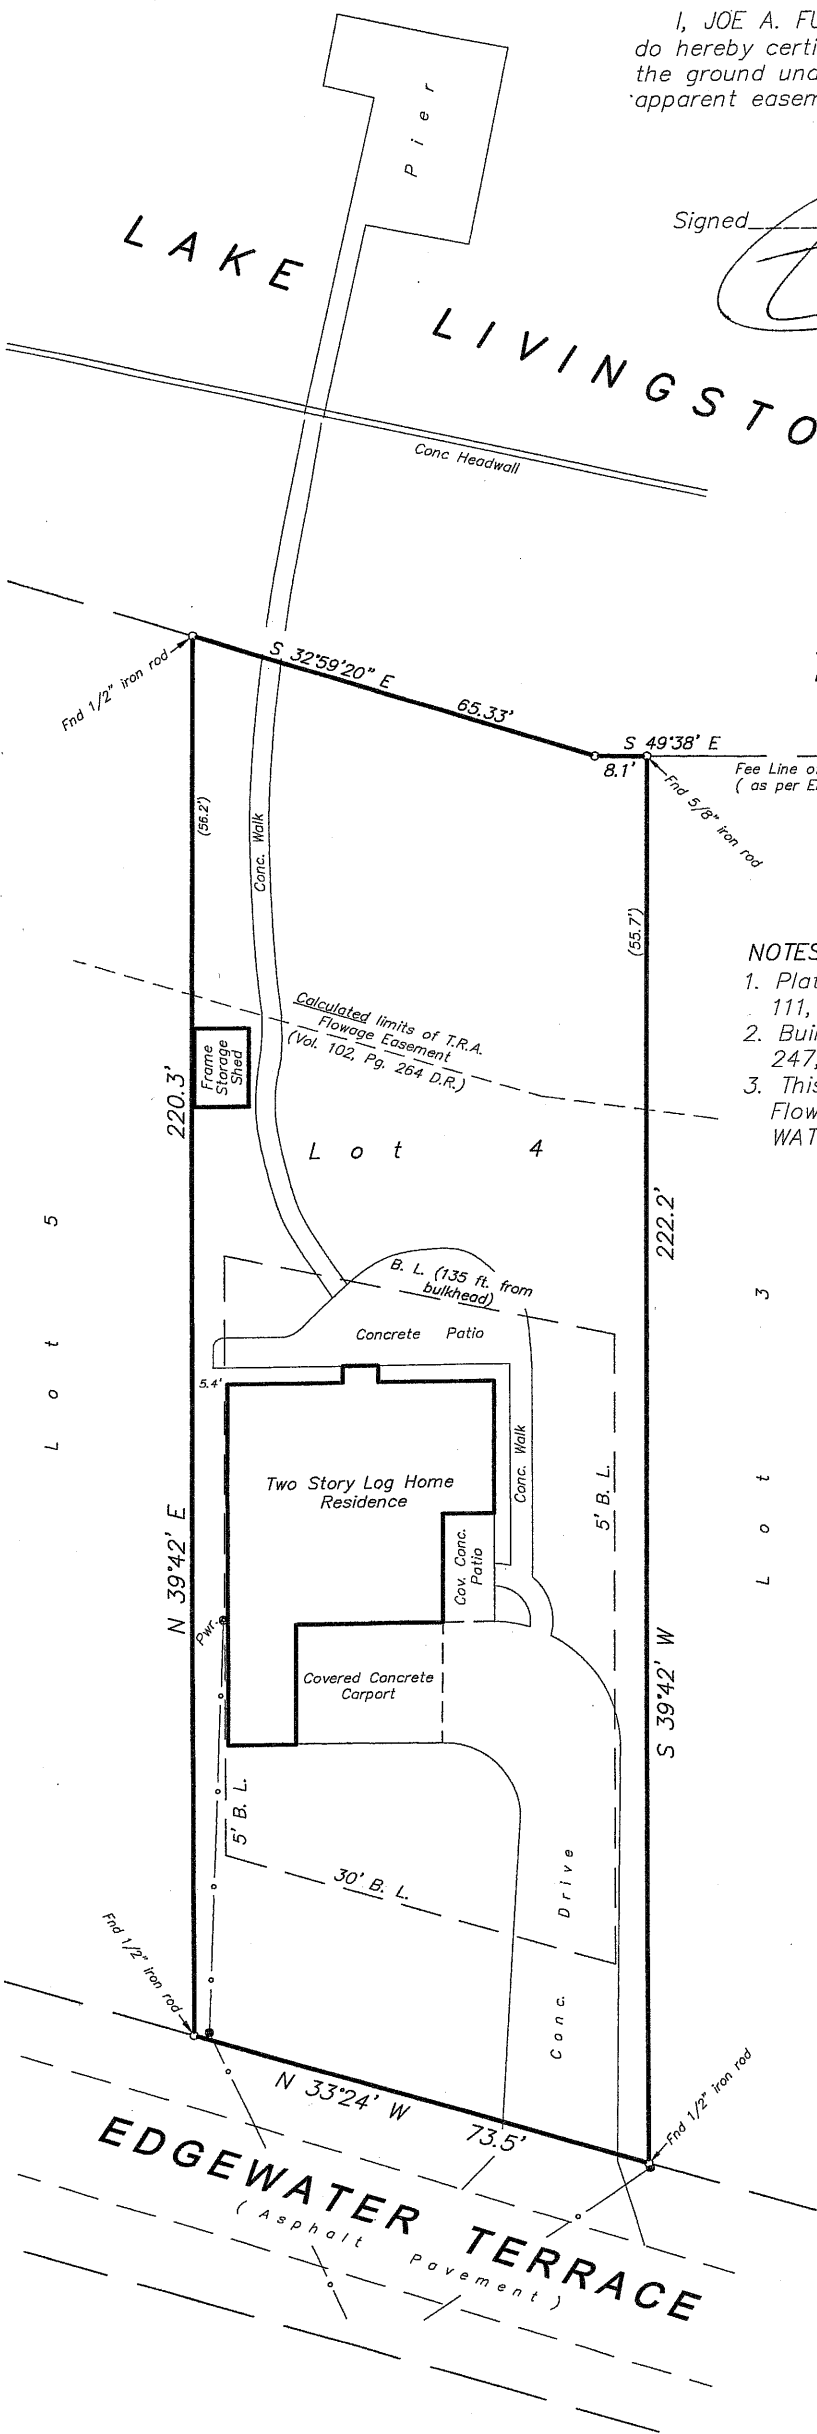 I, JOE A. FU
do hereby certi
the ground und
apparent easem
Pier
Signed
LAKE LIVINGSTO
Conc Headwall
Fnd 1/2" iron rod
S 32°59'20" E
65.33'
S 49°38' E
8.1'
Fee Line o
( as per E
Fnd 5/8" iron rod
(56.2')
Conc. Walk
(55.7')
NOTES
1. Plat
111,
2. Buil
247,
3. This
Flow
WAT
Calculated limits of T.R.A.
Flowage Easement
(Vol. 102, Pg. 264 D.R.)
Frame
Storage
Shed
220.3'
Lot 4
222.2'
Lot 5
Lot 3
B. L. (135 ft. from
bulkhead)
Concrete Patio
5.4'
Two Story Log Home
Residence
Conc. Walk
5' B. L.
N 39°42' E
Cov. Conc.
Patio
Pwr.
S 39°42' W
Covered Concrete
Carport
5' B. L.
30' B. L.
Conc. Drive
Fnd 1/2" iron rod
N 33°24' W
73.5'
Fnd 1/2" iron rod
EDGEWATER TERRACE
( Asphalt Pavement )